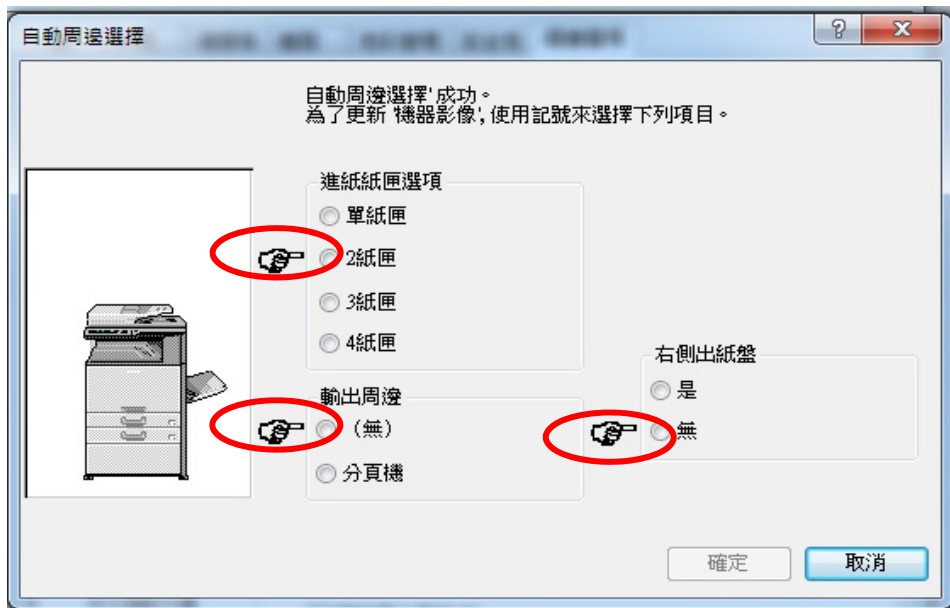 自動周邊選擇
自動周邊選擇' 成功。
為了更新 '機器影像', 使用記號來選擇下列項目。
進紙紙匣選項
單紙匣
2紙匣
3紙匣
4紙匣
右側出紙盤
是
無
輸出周邊
(無)
分頁機
確定
取消